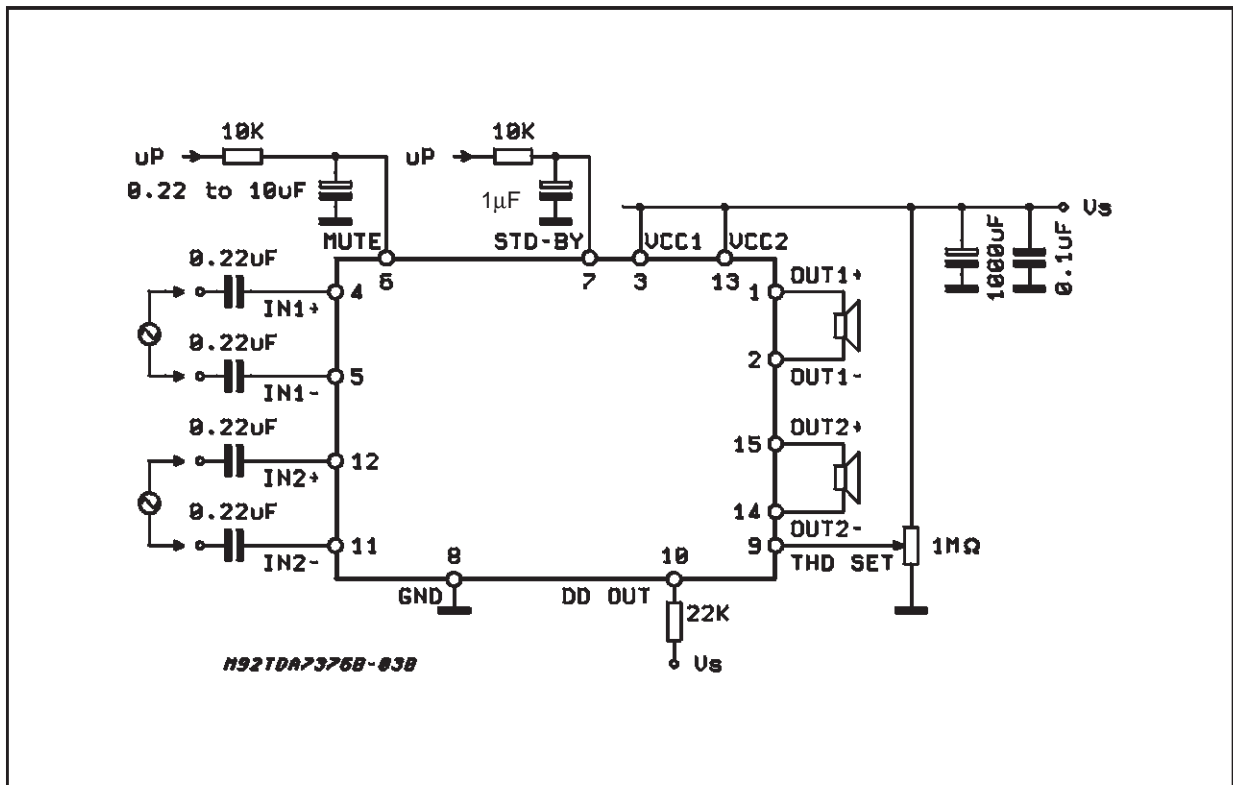 10K
10K
uP
uP
0.22 to 10uF
1μF
Vs
MUTE
STD-BY
VCC1
VCC2
1000uF
0.1uF
0.22uF
6
7
3
13
OUT1+
4
1
IN1+
0.22uF
2
5
OUT1-
IN1-
0.22uF
OUT2+
15
12
IN2+
0.22uF
14
OUT2-
11
8
10
9
1MΩ
IN2-
THD SET
GND
DD OUT
22K
M92TDA7376B-03B
Vs